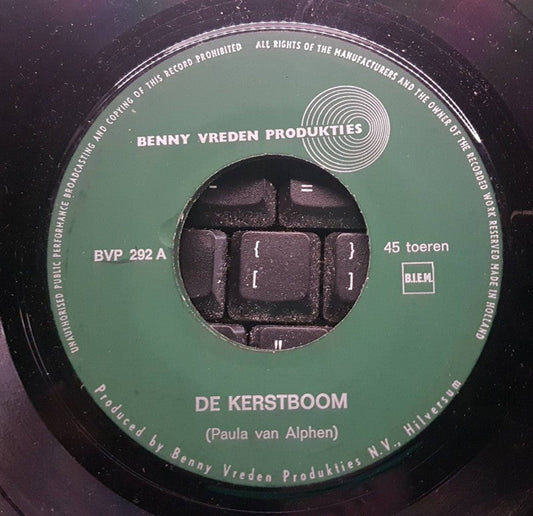 UNAUTHORISED PUBLIC PERFORMANCE BROADCASTING AND COPYING OF THIS RECORD PROHIBITED ALL RIGHTS OF THE MANUFACTURERS AND THE OWNER OF THE RECORDED WORK RESERVED MADE IN HOLLAND
BENNY VREDEN PRODUKTIES
- =
BVP 292 A
45 toeren
{ }
[ ]
B.I.E.M.
"
DE KERSTBOOM
(Paula van Alphen)
Produced by Benny Vreden Produkties N.V., Hilversum